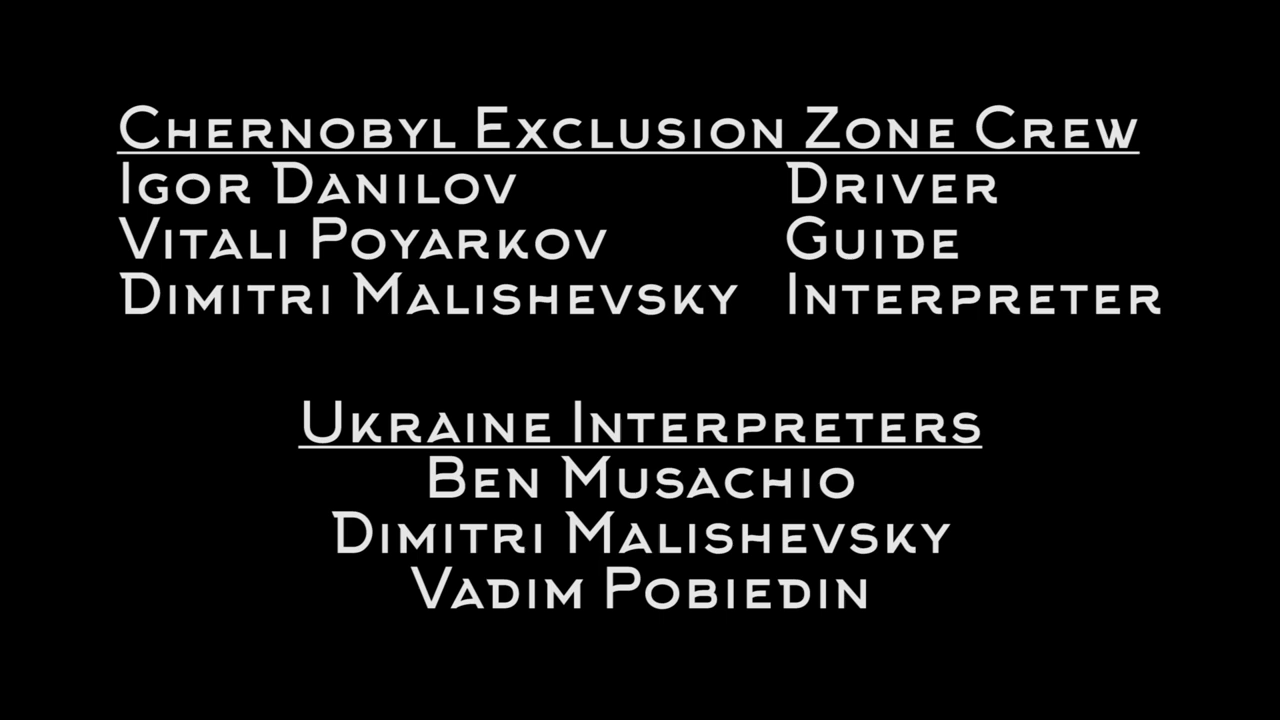 Chernobyl Exclusion Zone Crew
Igor Danilov Driver
Vitali Poyarkov Guide
Dimitri Malishevsky Interpreter
Ukraine Interpreters
Ben Musachio
Dimitri Malishevsky
Vadim Pobiedin